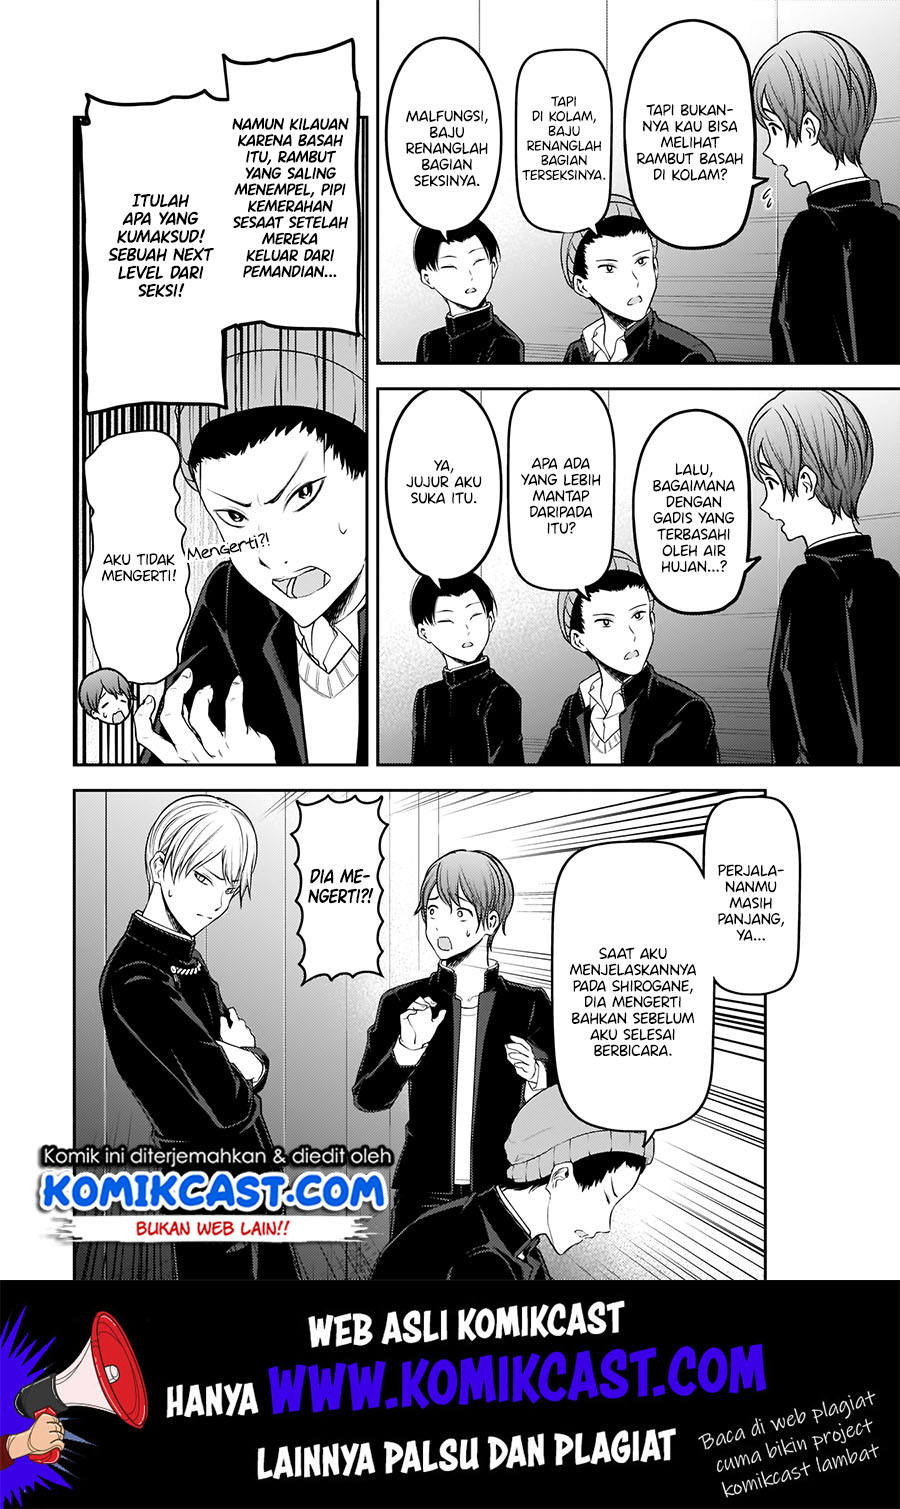 TAPI BUKAN-
NYA KAU BISA
MELIHAT
RAMBUT BASAH
DI KOLAM?
TAPI
DI KOLAM,
BAJU
RENANGLAH
BAGIAN
TERSEKSINYA.
MALFUNGSI,
BAJU
RENANGLAH
BAGIAN
SEKSINYA.
LALU,
BAGAIMANA
DENGAN
GADIS YANG
TERBASAHI
OLEH AIR
HUJAN...?
APA ADA
YANG LEBIH
MANTAP
DARIPADA
ITU?
YA,
JUJUR AKU
SUKA ITU.
NAMUN KILAUAN
KARENA BASAH
ITU, RAMBUT
YANG SALING
MENEMPEL, PIPI
KEMERAHAN
SESAAT SETELAH
MEREKA
KELUAR DARI
PEMANDIAN...
ITULAH
APA YANG
KUMAKSUD!
SEBUAH NEXT
LEVEL DARI
SEKSI!
Mengerti?!
AKU TIDAK
MENGERTI!
PERJALA-
NANMU
MASIH
PANJANG,
YA...
SAAT AKU
MENJELASKANNYA
PADA SHIROGANE,
DIA MENGERTI
BAHKAN SEBELUM
AKU SELESAI
BERBICARA.
DIA ME-
NGERTI?!
Komik ini diterjemahkan & diedit oleh
KOMIKCAST.COM
BUKAN WEB LAIN!!
WEB ASLI KOMIKCAST
HANYA WWW.KOMIKCAST.COM
LAINNYA PALSU DAN PLAGIAT
Baca di web plagiat
cuma bikin project
komikcast lambat